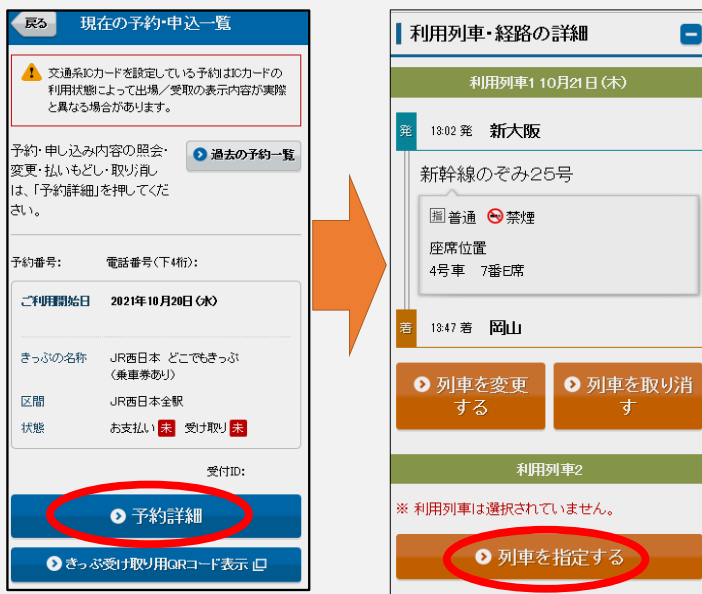 戻る 現在の予約・申込一覧
交通系ICカードを設定している予約はICカードの
利用状態によって出場／受取の表示内容が実際
と異なる場合があります。
予約・申し込み内容の照会・
変更・払いもどし・取り消し
は、「予約詳細」を押してくだ
さい。
過去の予約一覧
予約番号： 電話番号（下4桁）：
ご利用開始日 2021年10月20日（水）
きっぷの名称 JR西日本 どこでもきっぷ
（乗車券あり）
区間 JR西日本全駅
状態 お支払い 未 受け取り 未
受付ID：
予約詳細
きっぷ受け取り用QRコード表示
利用列車・経路の詳細
利用列車1 10月21日（木）
発 13:02 発 新大阪
新幹線のぞみ25号
指 普通 禁煙
座席位置
4号車 7番E席
着 13:47 着 岡山
列車を変更
する
列車を取り消
す
利用列車2
※ 利用列車は選択されていません。
列車を指定する